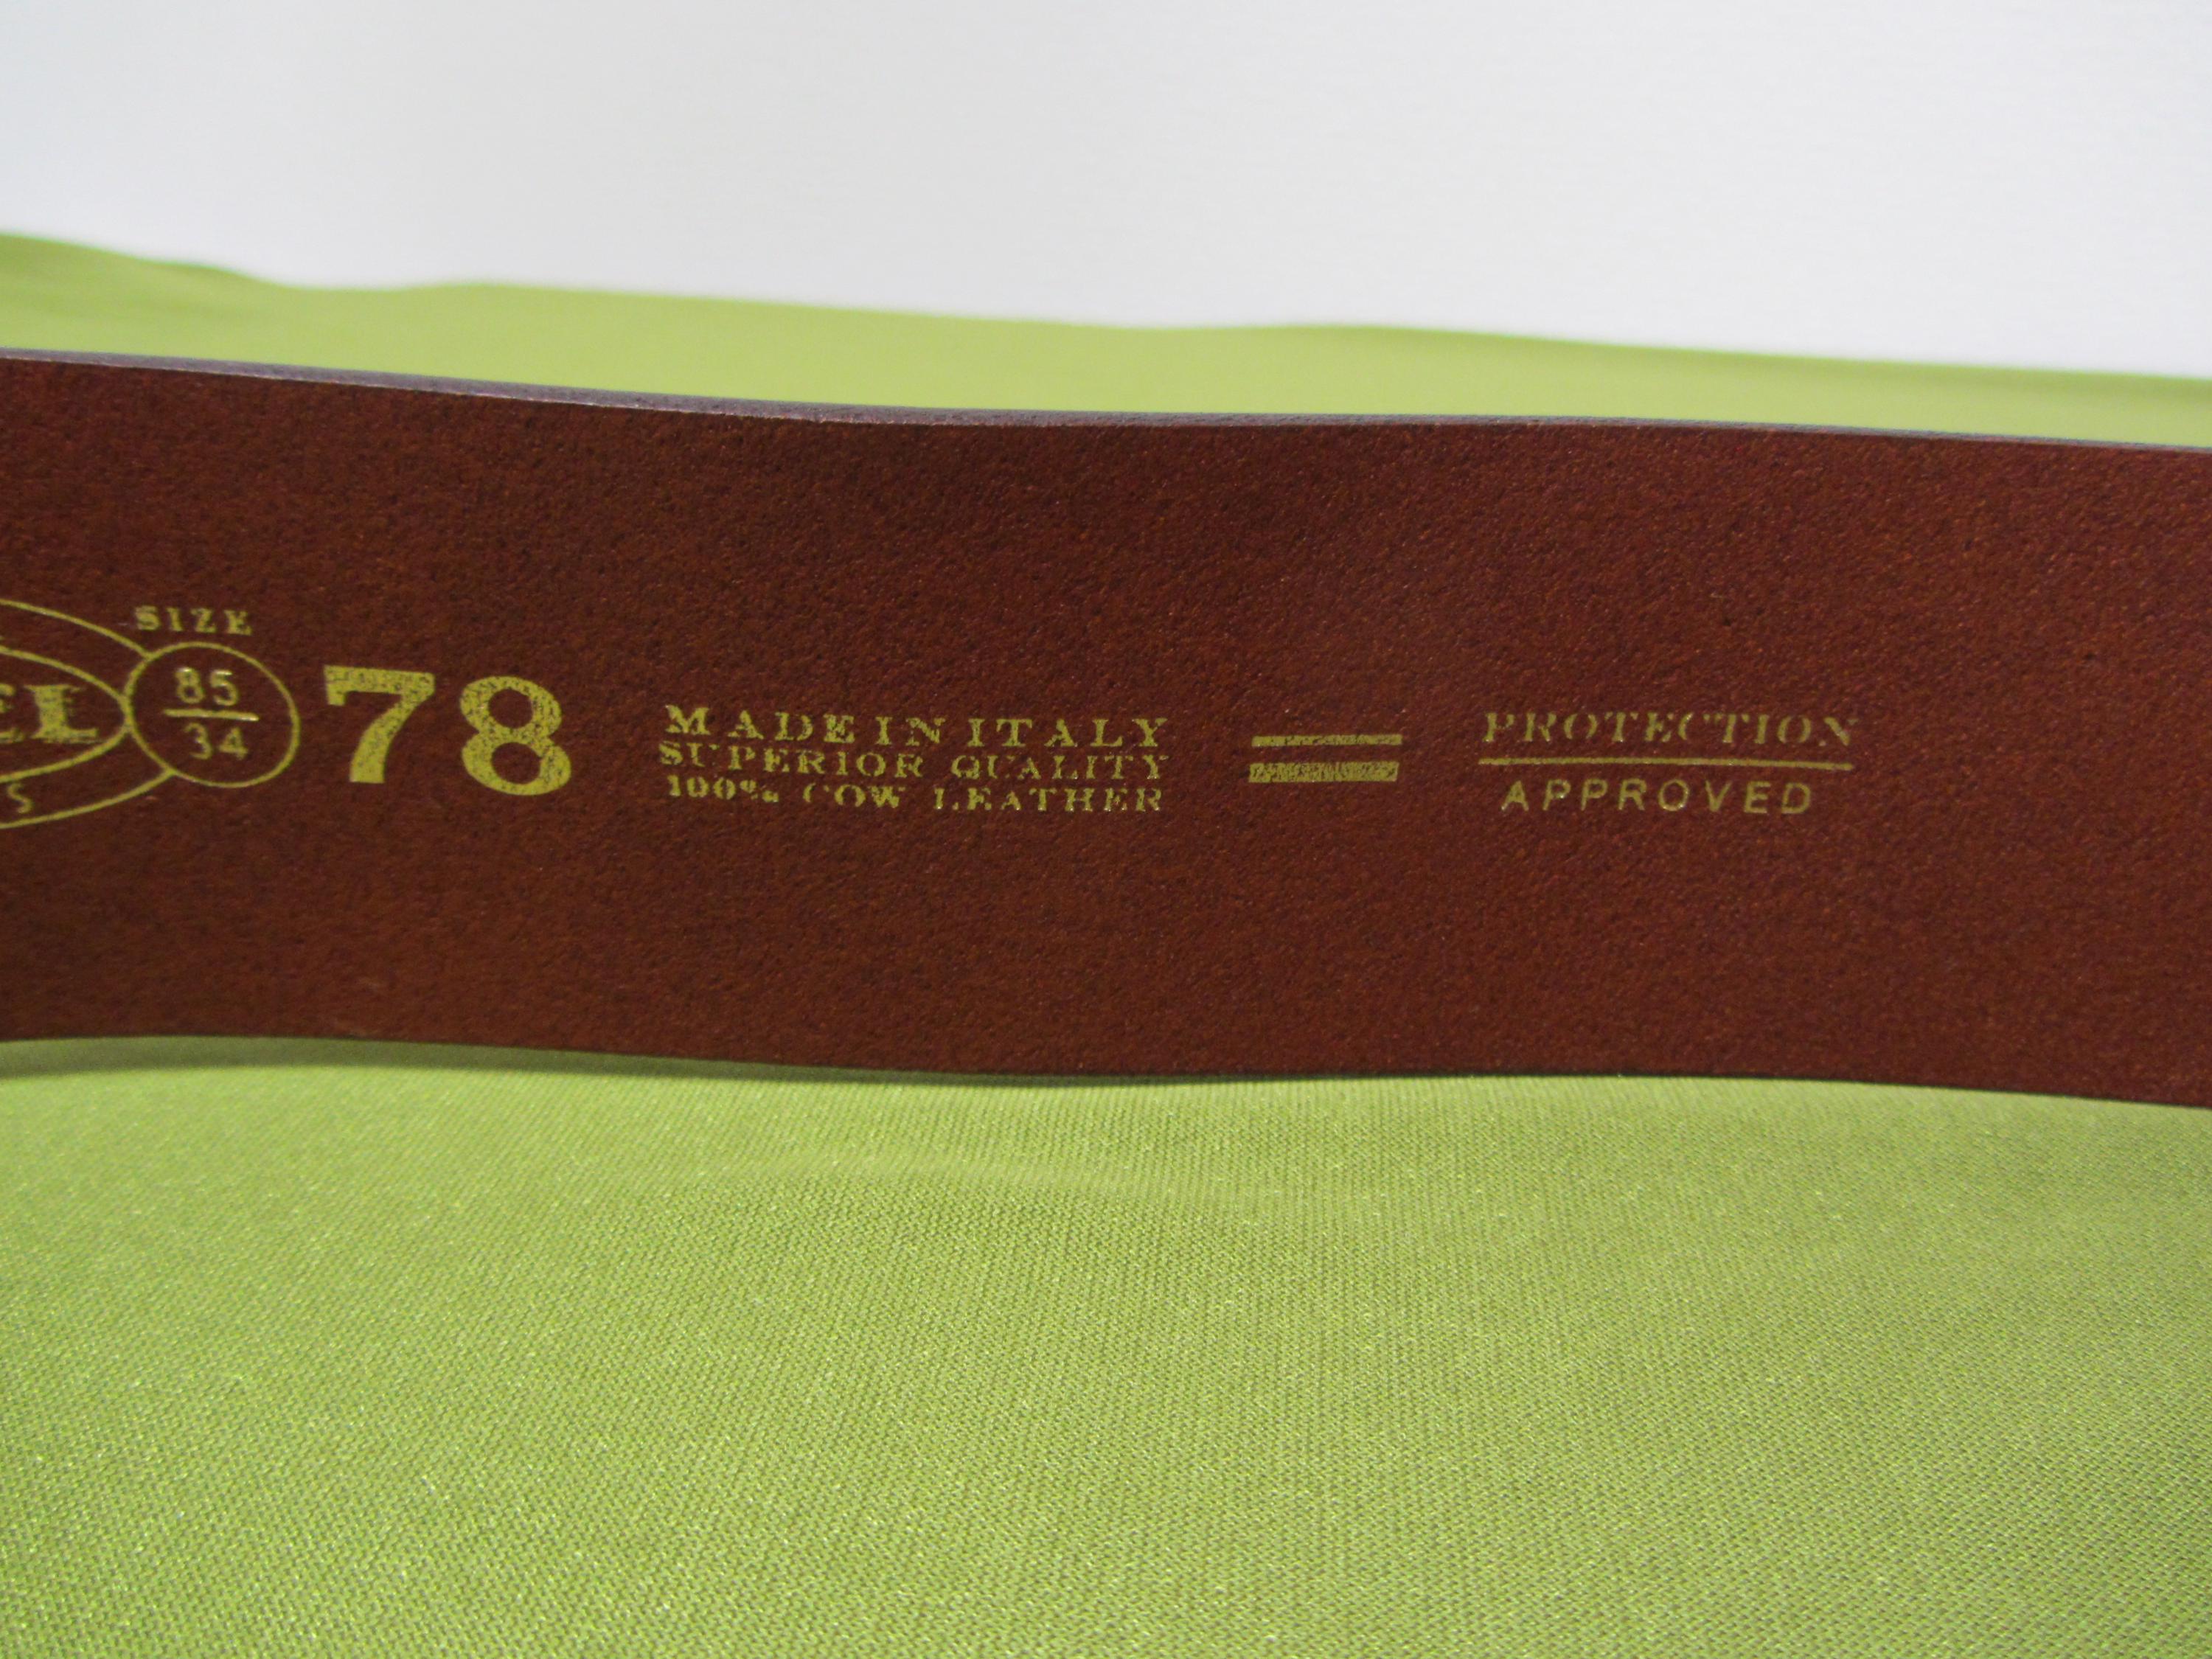 SIZE
85
34
78
MADE IN ITALY
SUPERIOR QUALITY
100% COW LEATHER
PROTECTION
APPROVED